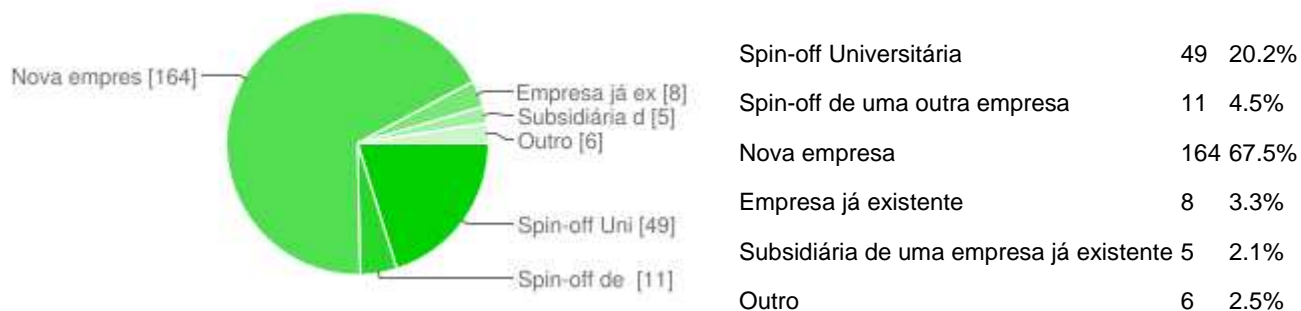 Nova empres [164]
Empresa já ex [8]
Subsidiária d [5]
Outro [6]
Spin-off Uni [49]
Spin-off de [11]
Spin-off Universitária 49 20.2%
Spin-off de uma outra empresa 11 4.5%
Nova empresa 164 67.5%
Empresa já existente 8 3.3%
Subsidiária de uma empresa já existente 5 2.1%
Outro 6 2.5%